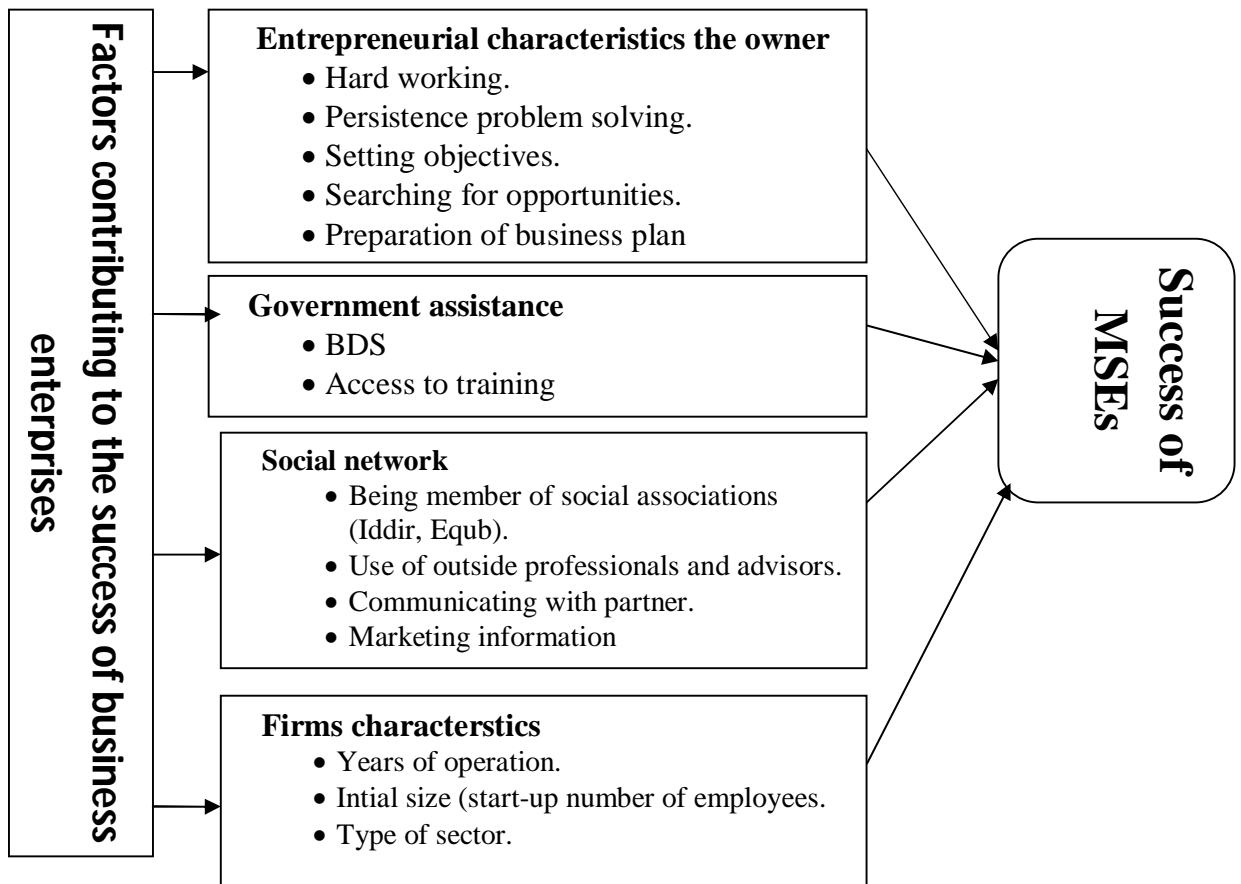 Factors contributing to the success of business
enterprises
Entrepreneurial characteristics the owner
• Hard working.
• Persistence problem solving.
• Setting objectives.
• Searching for opportunities.
• Preparation of business plan
Government assistance
• BDS
• Access to training
Social network
• Being member of social associations
(Iddir, Equb).
• Use of outside professionals and advisors.
• Communicating with partner.
• Marketing information
Firms characterstics
• Years of operation.
• Intial size (start-up number of employees.
• Type of sector.
Success of
MSEs